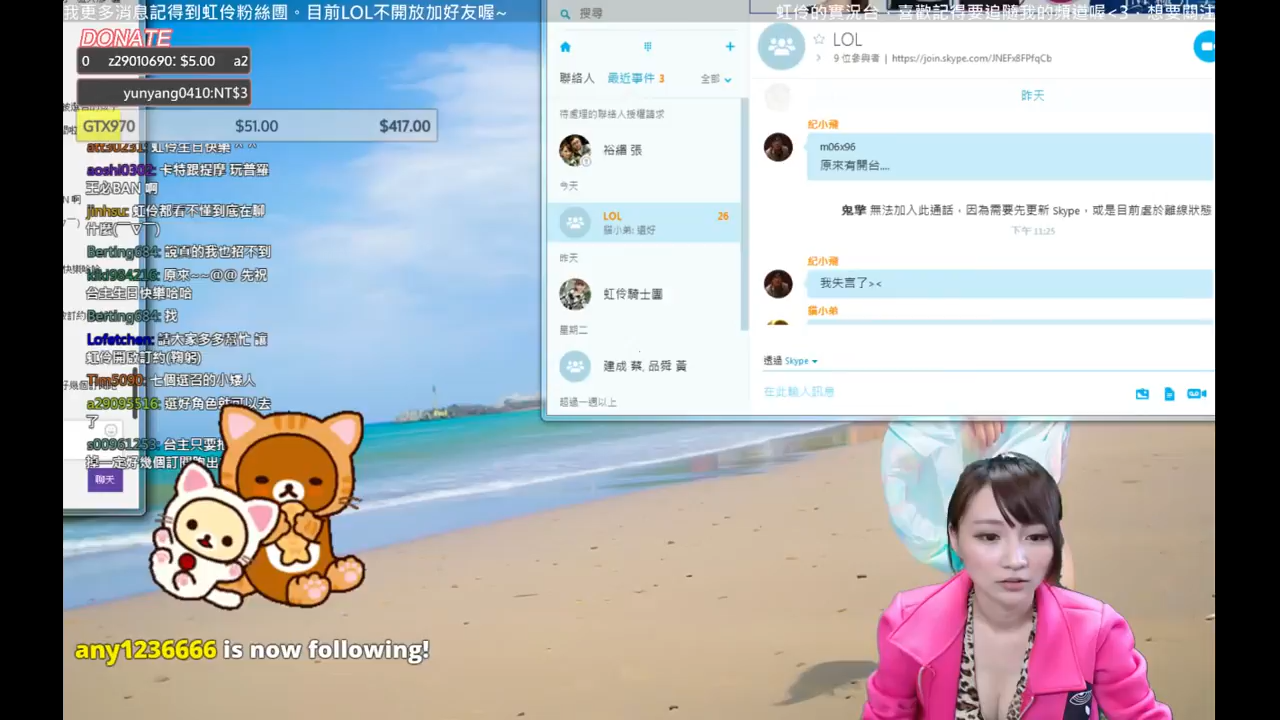 我更多消息記得到虹伶粉絲團。目前LOL不開放加好友喔~
虹伶的實況台，喜歡記得要追隨我的頻道喔<3，想要關注
DONATE
0 z29010690: $5.00 a2
yunyang0410:NT$3
GTX970 $51.00 $417.00
虹伶生日快樂 ^ ^
aoshi0302: 卡特跟提摩 玩普羅
王必BAN 啊
jinhsu: 虹伶都看不懂到底在聊
什麼(￣▽￣)
Berting684: 說真的我也招不到
原來~~@@ 先祝
台主生日快樂哈哈
Berting684: 找
Lofetchen: 請大家多多幫忙 讓
虹伶開啟訂約(鞠躬)
Tim5090: 七個選召的小矮人
a29095516: 選好角色就可以去
了
s00961253: 台主只要
掉一定好幾個訂閱跑出
聊天
any1236666 is now following!
搜尋
聯絡人 最近事件 3 全部
待處理的聯絡人授權請求
裕繡 張
今天
LOL 26
貓小弟: 還好
昨天
虹伶騎士團
星期二
建成 蔡, 品舜 黃
超過一週以上
LOL
9 位參與者 | https://join.skype.com/JNEFx8FPfqCb
昨天
紀小飛
m06x96
原來有開台....
鬼擎 無法加入此通話，因為需要先更新 Skype，或是目前處於離線狀態
下午 11:25
紀小飛
我失言了><
貓小弟
透過 Skype
在此輸入訊息